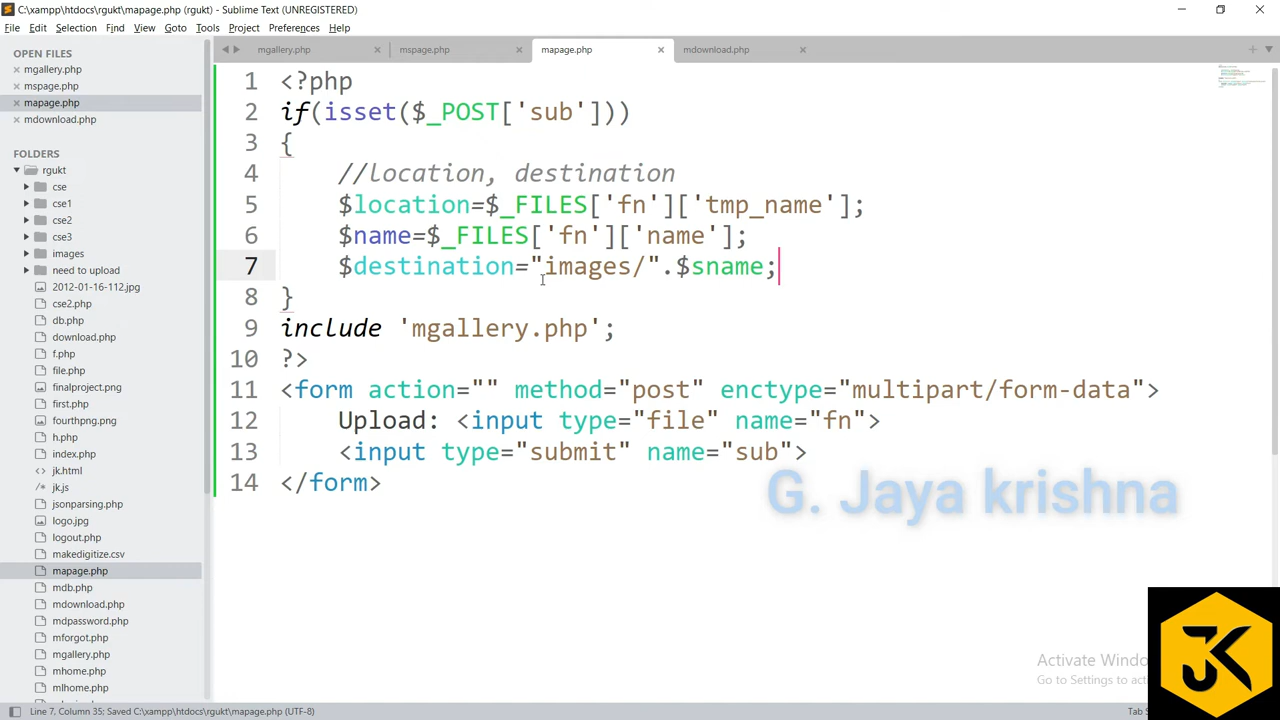 C:\xampp\htdocs\rgukt\mapage.php (rgukt) - Sublime Text (UNREGISTERED)
File Edit Selection Find View Goto Tools Project Preferences Help
OPEN FILES
mgallery.php
mspage.php
mapage.php
mdownload.php
FOLDERS
rgukt
cse
cse1
cse2
cse3
images
need to upload
2012-01-16-112.jpg
cse2.php
db.php
download.php
f.php
file.php
finalproject.png
first.php
fourthpng.png
h.php
index.php
jk.html
jk.js
jsonparsing.php
logo.jpg
logout.php
makedigitize.csv
mapage.php
mdb.php
mdownload.php
mdpassword.php
mforgot.php
mgallery.php
mhome.php
mlhome.php
mgallery.php mspage.php mapage.php mdownload.php
1 <?php
2 if(isset($_POST['sub']))
3 {
4 //location, destination
5 $location=$_FILES['fn']['tmp_name'];
6 $name=$_FILES['fn']['name'];
7 $destination="images/".$sname;
8 }
9 include 'mgallery.php';
10 ?>
11 <form action="" method="post" enctype="multipart/form-data">
12 Upload: <input type="file" name="fn">
13 <input type="submit" name="sub">
14 </form>
G. Jaya krishna
Activate Windo
Go to Settings to acti
JK
Line 7, Column 35; Saved C:\xampp\htdocs\rgukt\mapage.php (UTF-8)
Tab S